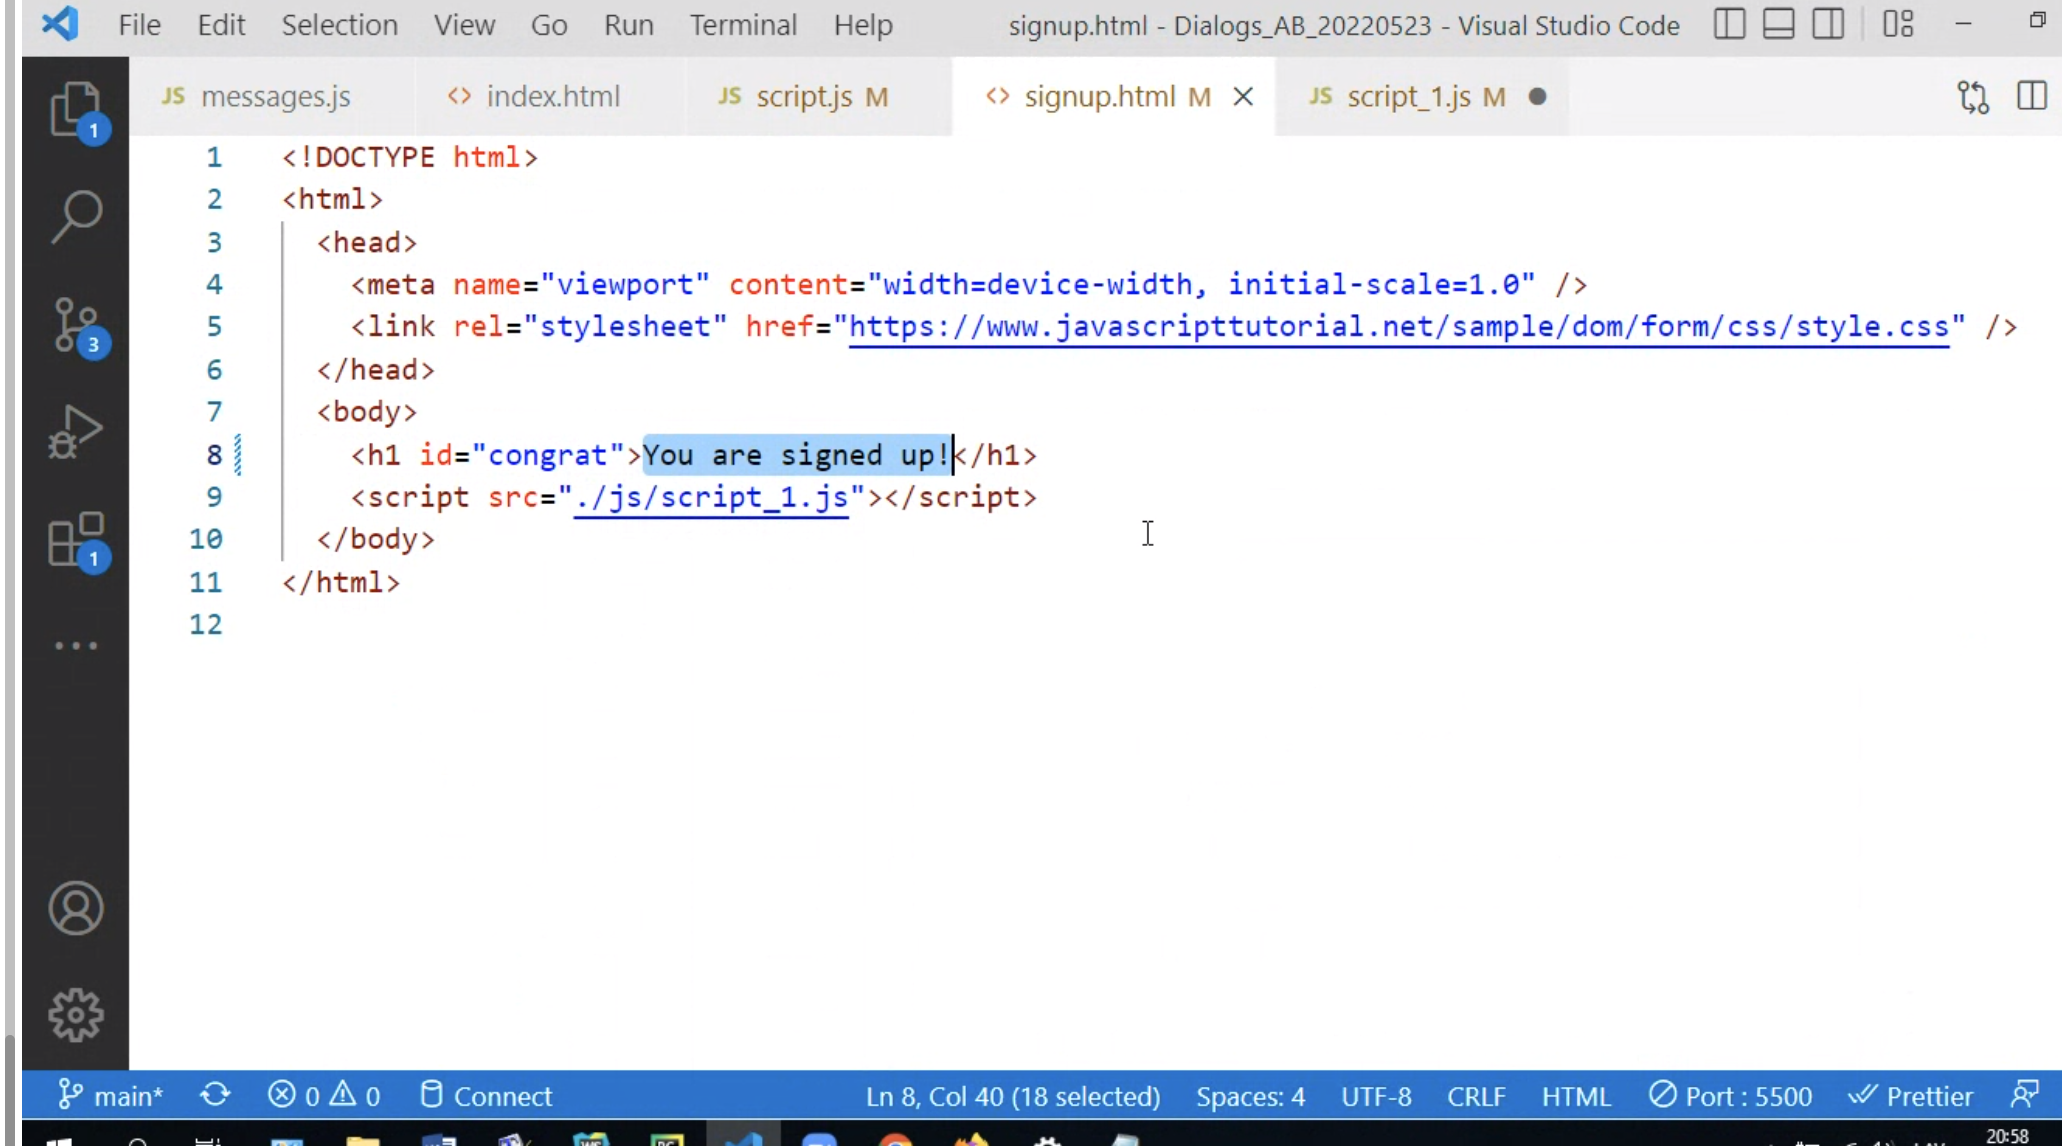 File Edit Selection View Go Run Terminal Help signup.html - Dialogs_AB_20220523 - Visual Studio Code
JS messages.js <> index.html JS script.js M <> signup.html M JS script_1.js M
1 <!DOCTYPE html>
2 <html>
3 <head>
4 <meta name="viewport" content="width=device-width, initial-scale=1.0" />
5 <link rel="stylesheet" href="https://www.javascripttutorial.net/sample/dom/form/css/style.css" />
6 </head>
7 <body>
8 <h1 id="congrat">You are signed up!</h1>
9 <script src="./js/script_1.js"></script>
10 </body>
11 </html>
12
1
3
1
main* 0 0 Connect Ln 8, Col 40 (18 selected) Spaces: 4 UTF-8 CRLF HTML Port : 5500 Prettier
20:58